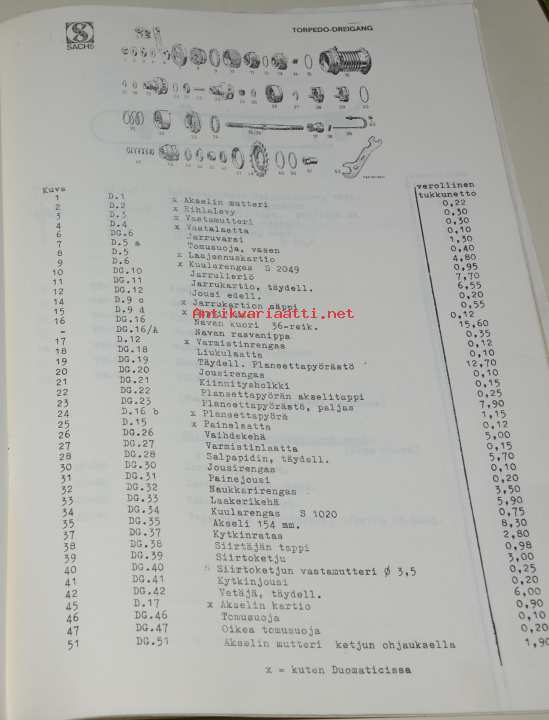 SACHS
TORPEDO-DREIGANG
Kuva verollinen
tukkunetto
1 D.1 x Akselin mutteri 0,22
2 D.2 x Rihlalevy 0,30
3 D.3 x Vastamutteri 0,30
4 D.4 x Vastalaatta 0,10
6 DG.6 Jarruvarsi 1,30
7 D.5 a Tomusuoja, vasen 0,40
8 D.5 x Laajennuskartio 4,80
9 D.6 x Kuularengas S 2049 0,95
10 DG.10 Jarrulieriö 7,70
11 DG.11 Jarrukartio, täydell. 6,55
12 DG.12 Jousi edell. 0,20
14 D.9 c x Jarrukartion säppi 0,55
15 D.9 d x 0,12
Antikvariaatti.net
16 DG.16 Navan kuori 36-reik. 15,60
- DG.16/A Navan rasvanippa 0,35
17 D.12 x Varmistinrengas 0,12
18 DG.18 Liukulaatta 0,10
19 DG.19 Täydell. Planeettapyörästö 12,70
20 DG.20 Jousirengas 0,10
21 DG.21 Kiinnitysholkki 0,15
22 DG.22 Planeettapyörän akselitappi 0,25
23 DG.23 Planeettapyörästö, paljas 7,90
24 D.16 b x Planeettapyörä 1,15
25 D.15 x Painelaatta 0,12
26 DG.26 Vaihdekehä 5,00
27 DG.27 Varmistinlaatta 0,15
28 DG.28 Salpapidin, täydell. 5,70
30 DG.30 Jousirengas 0,10
31 DG.31 Painejousi 0,20
32 DG.32 Naukkarirengas 3,50
33 DG.33 Laakerikehä 5,90
34 DG.34 Kuularengas S 1020 0,75
35 DG.35 Akseli 154 mm. 8,30
37 DG.37 Kytkinratas 2,80
38 DG.38 Siirtäjän tappi 0,98
39 DG.39 Siirtoketju 3,00
40 DG.40 Siirtoketjun vastamutteri Ø 3,5 0,25
41 DG.41 Kytkinjousi 0,20
42 DG.42 Vetäjä, täydell. 6,00
45 D.17 x Akselin kartio 0,90
46 DG.46 Tomusuoja 0,10
47 DG.47 Oikea tomusuoja 0,20
51 DG.51 Akselin mutteri ketjun ohjauksella 1,90
x = kuten Duomaticissa